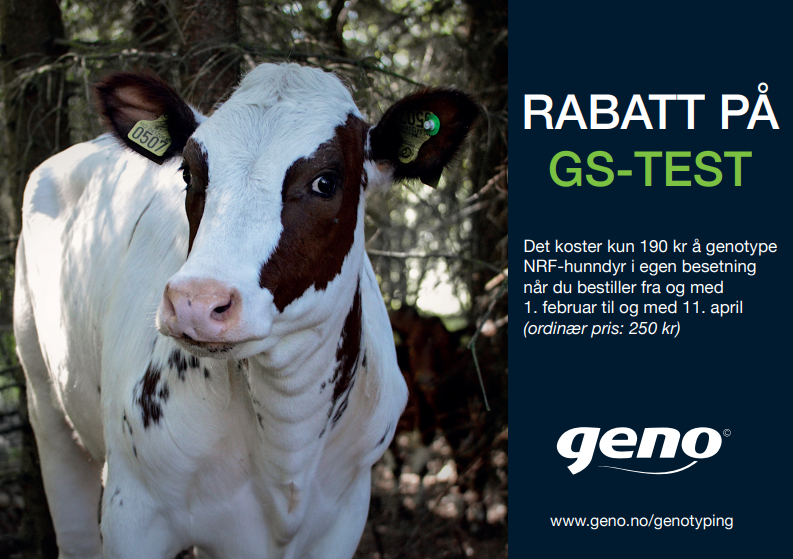 0507
RABATT PÅ
GS-TEST
Det koster kun 190 kr å genotype
NRF-hunndyr i egen besetning
når du bestiller fra og med
1. februar til og med 11. april
(ordinær pris: 250 kr)
geno©
www.geno.no/genotyping